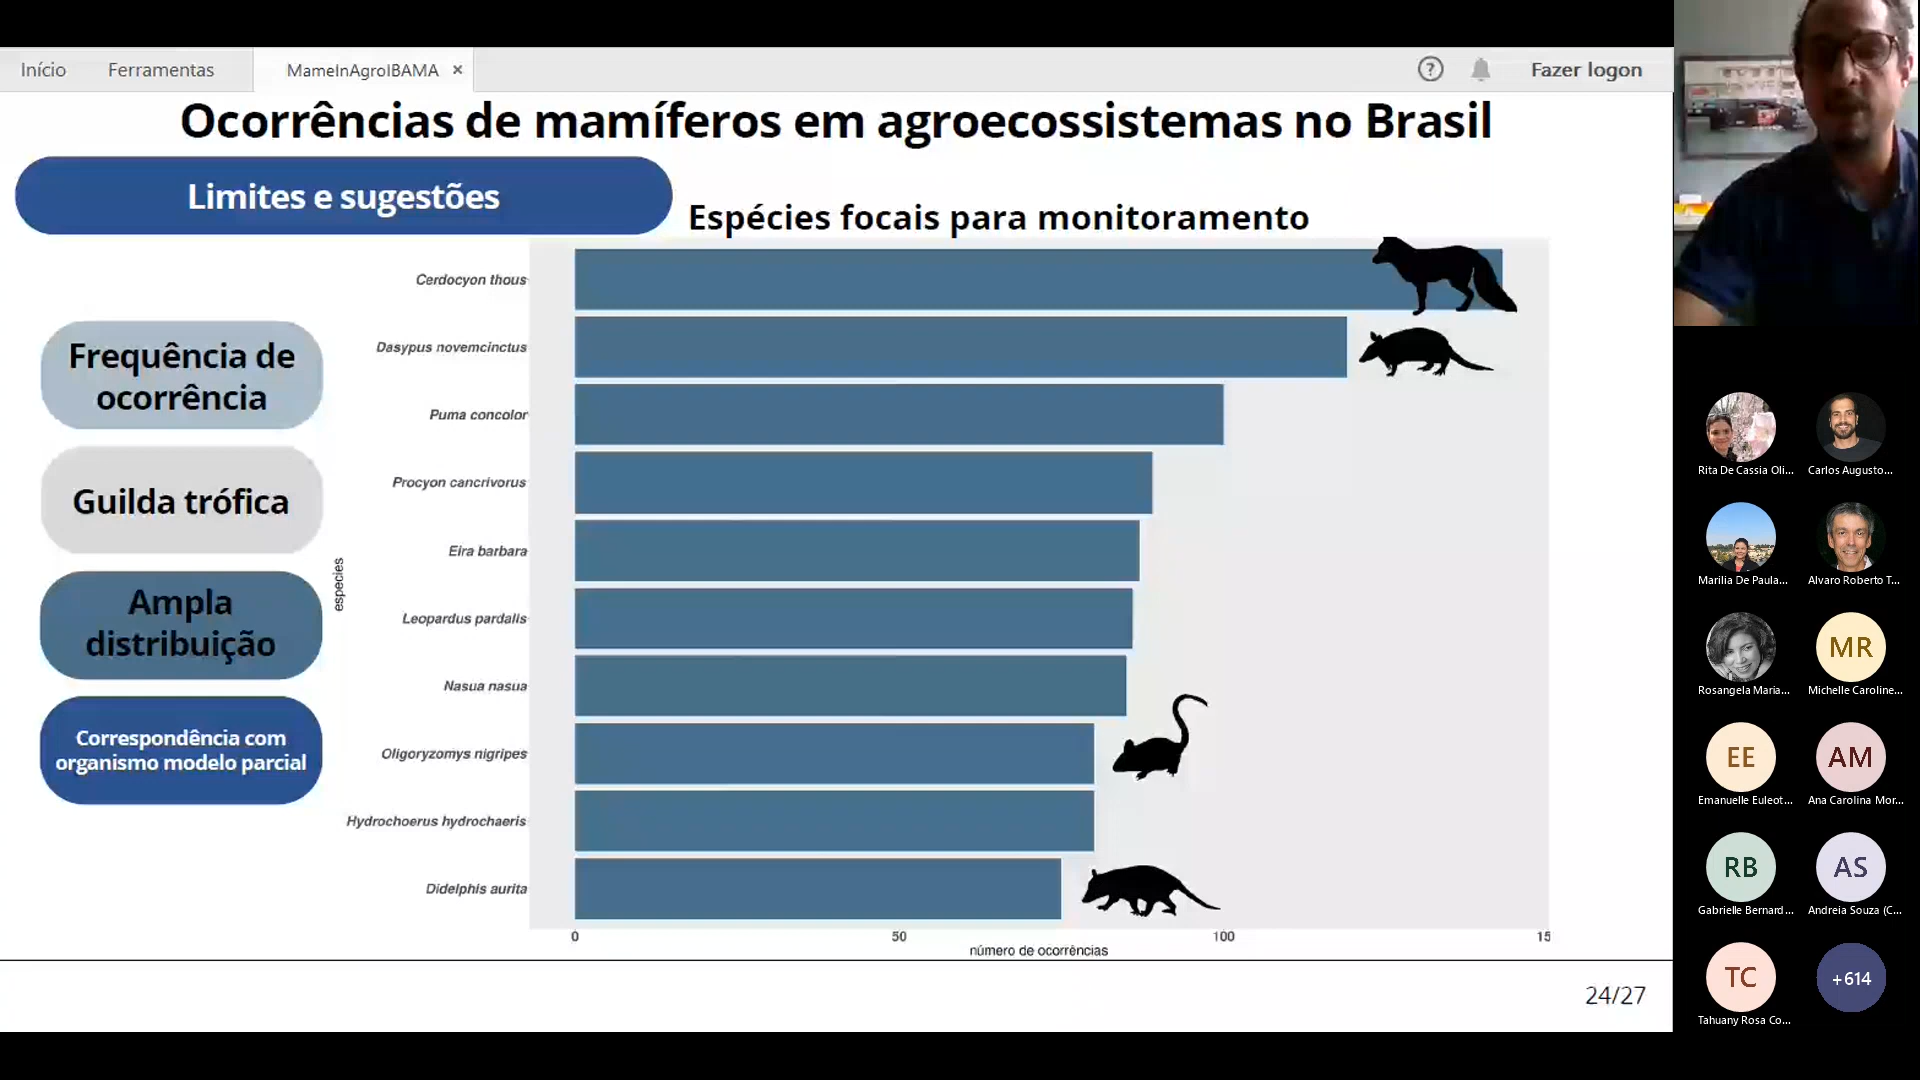 Início
Ferramentas
MameInAgroIBAMA
Fazer logon
Ocorrências de mamíferos em agroecossistemas no Brasil
Limites e sugestões
Espécies focais para monitoramento
Frequência de
ocorrência
Guilda trófica
Ampla
distribuição
Correspondência com
organismo modelo parcial
espécies
Cerdocyon thous
Dasypus novemcinctus
Puma concolor
Procyon cancrivorus
Eira barbara
Leopardus pardalis
Nasua nasua
Oligoryzomys nigripes
Hydrochoerus hydrochaeris
Didelphis aurita
0
50
100
15
número de ocorrências
24/27
Rita De Cassia Oli...
Carlos Augusto...
Marilia De Paula...
Alvaro Roberto T...
Rosangela Maria...
MR
Michelle Caroline...
EE
Emanuelle Euleot...
AM
Ana Carolina Mor...
RB
Gabrielle Bernard...
AS
Andreia Souza (C...
TC
Tahuany Rosa Co...
+614